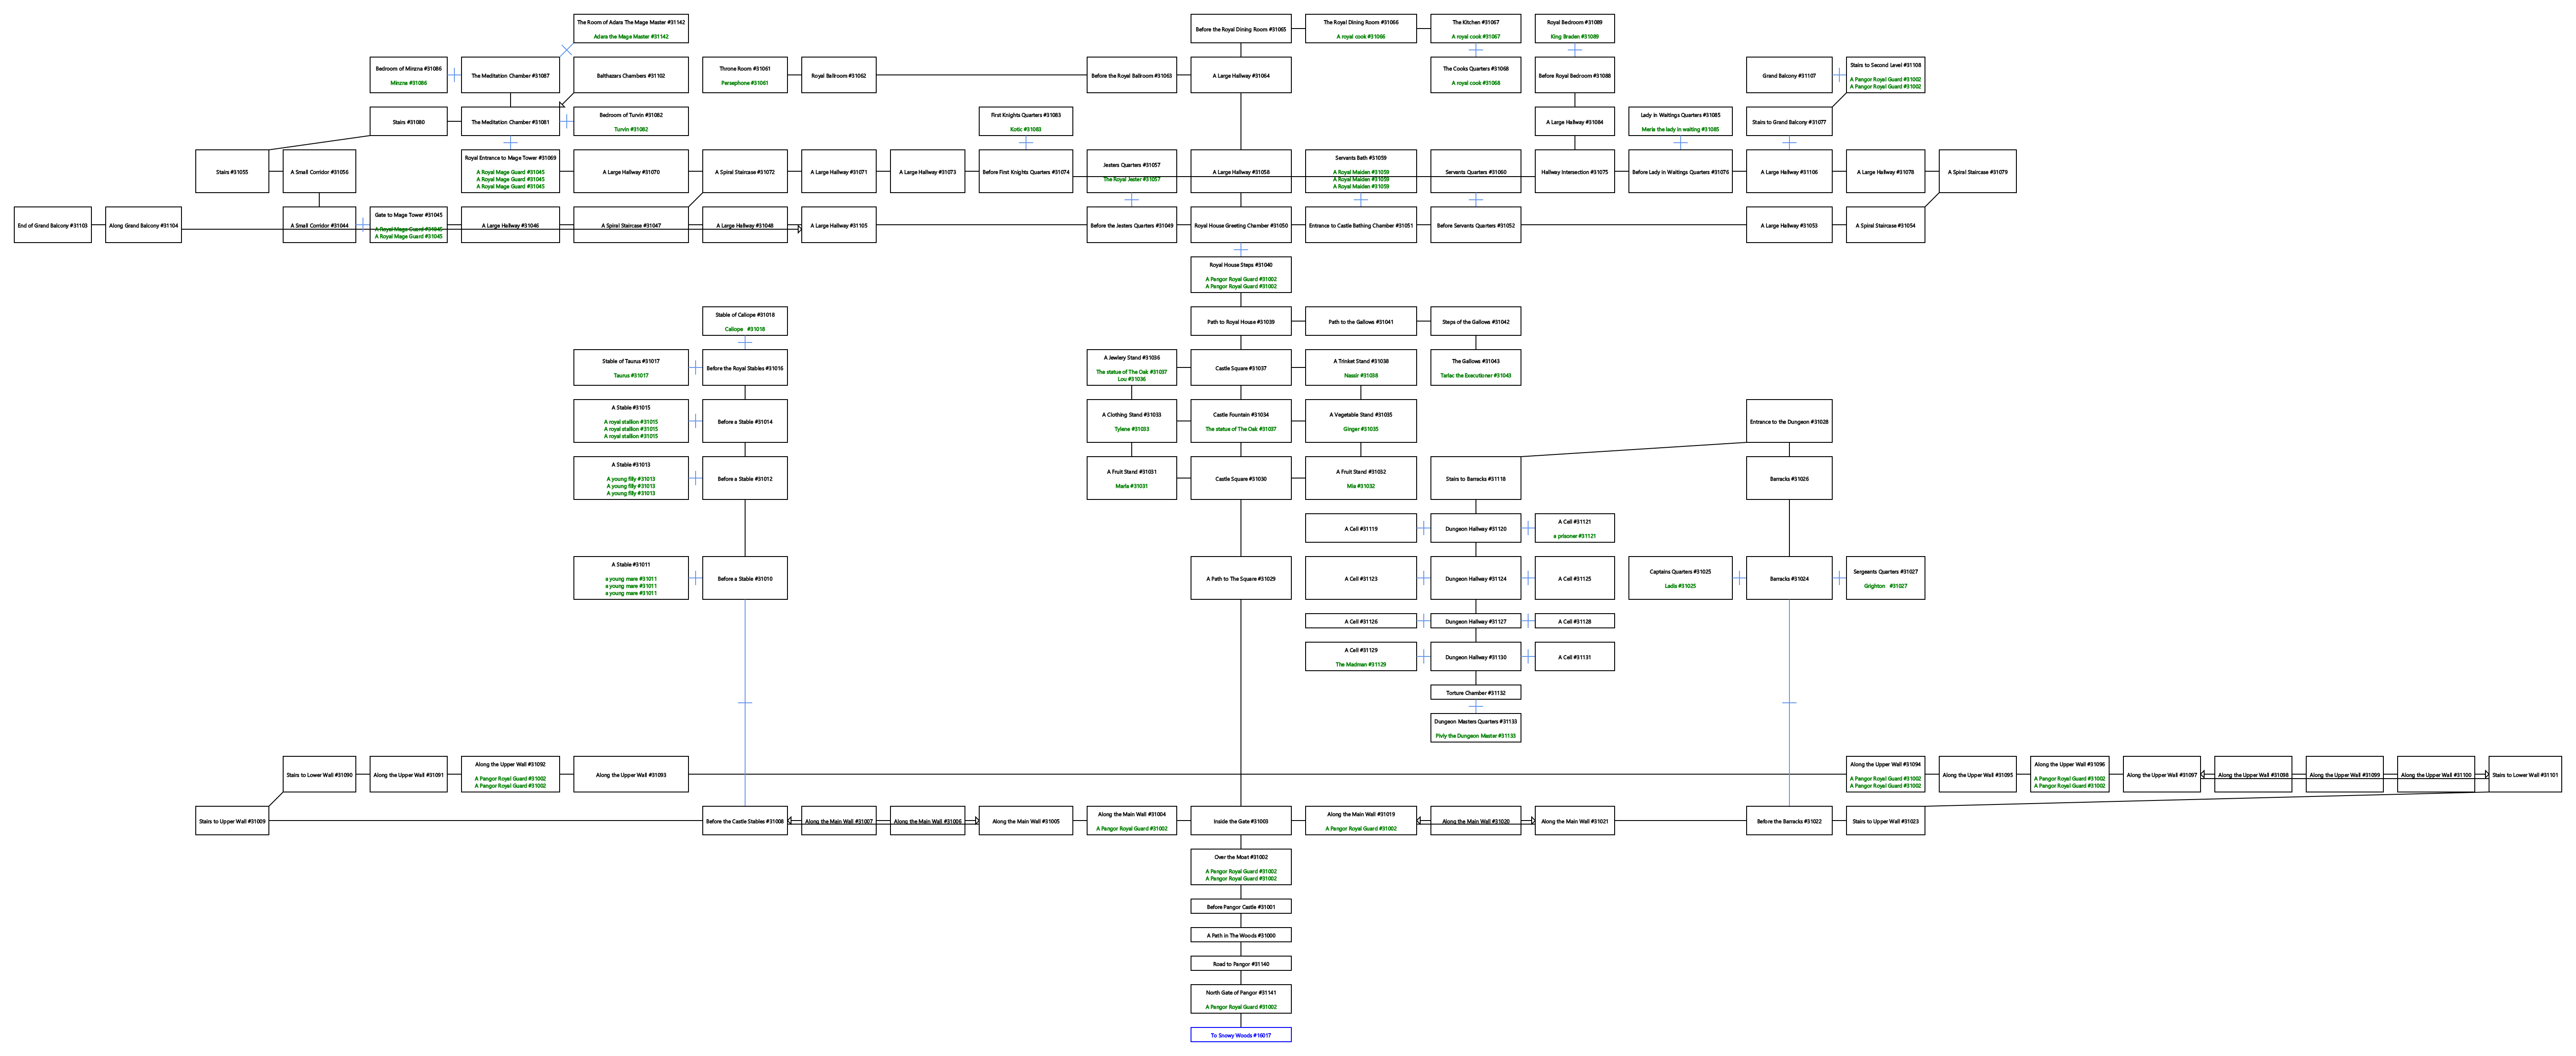 The Room of Adara The Mage Master #31142
Adara the Mage Master #31142
Before the Royal Dining Room #31065
The Royal Dining Room #31066
A royal cook #31066
The Kitchen #31067
A royal cook #31067
Royal Bedroom #31089
King Braden #31089
Bedroom of Minzna #31086
Minzna #31086
The Meditation Chamber #31087
Balthazars Chambers #31102
Throne Room #31061
Persephone #31061
Royal Ballroom #31062
Before the Royal Ballroom #31063
A Large Hallway #31064
The Cooks Quarters #31068
A royal cook #31068
Before Royal Bedroom #31088
Grand Balcony #31107
Stairs to Second Level #31108
A Pangor Royal Guard #31002
A Pangor Royal Guard #31002
Stairs #31080
The Meditation Chamber #31081
Bedroom of Turvin #31082
Turvin #31082
First Knights Quarters #31083
Kotic #31083
A Large Hallway #31084
Lady in Waitings Quarters #31085
Meria the lady in waiting #31085
Stairs to Grand Balcony #31077
Stairs #31055
A Small Corridor #31056
Royal Entrance to Mage Tower #31069
A Royal Mage Guard #31045
A Royal Mage Guard #31045
A Royal Mage Guard #31045
A Large Hallway #31070
A Spiral Staircase #31072
A Large Hallway #31071
A Large Hallway #31073
Before First Knights Quarters #31074
Jesters Quarters #31057
The Royal Jester #31057
A Large Hallway #31058
Servants Bath #31059
A Royal Maiden #31059
A Royal Maiden #31059
A Royal Maiden #31059
Servants Quarters #31060
Hallway Intersection #31075
Before Lady in Waitings Quarters #31076
A Large Hallway #31106
A Large Hallway #31078
A Spiral Staircase #31079
End of Grand Balcony #31103
Along Grand Balcony #31104
A Small Corridor #31044
Gate to Mage Tower #31045
A Royal Mage Guard #31045
A Royal Mage Guard #31045
A Large Hallway #31046
A Spiral Staircase #31047
A Large Hallway #31048
A Large Hallway #31105
Before the Jesters Quarters #31049
Royal House Greeting Chamber #31050
Entrance to Castle Bathing Chamber #31051
Before Servants Quarters #31052
A Large Hallway #31053
A Spiral Staircase #31054
Royal House Steps #31040
A Pangor Royal Guard #31002
A Pangor Royal Guard #31002
Stable of Caliope #31018
Caliope #31018
Path to Royal House #31039
Path to the Gallows #31041
Steps of the Gallows #31042
Stable of Taurus #31017
Taurus #31017
Before the Royal Stables #31016
A Jewlery Stand #31036
The statue of The Oak #31037
Lou #31036
Castle Square #31037
A Trinket Stand #31038
Nassir #31038
The Gallows #31043
Tarlac the Executioner #31043
A Stable #31015
A royal stallion #31015
A royal stallion #31015
A royal stallion #31015
Before a Stable #31014
A Clothing Stand #31033
Tylene #31033
Castle Fountain #31034
The statue of The Oak #31037
A Vegetable Stand #31035
Ginger #31035
Entrance to the Dungeon #31028
A Stable #31013
A young filly #31013
A young filly #31013
A young filly #31013
Before a Stable #31012
A Fruit Stand #31031
Marla #31031
Castle Square #31030
A Fruit Stand #31032
Mia #31032
Stairs to Barracks #31118
Barracks #31026
A Cell #31119
Dungeon Hallway #31120
A Cell #31121
a prisoner #31121
A Stable #31011
a young mare #31011
a young mare #31011
a young mare #31011
Before a Stable #31010
A Path to The Square #31029
A Cell #31123
Dungeon Hallway #31124
A Cell #31125
Captains Quarters #31025
Ladis #31025
Barracks #31024
Sergeants Quarters #31027
Grighton #31027
A Cell #31126
Dungeon Hallway #31127
A Cell #31128
A Cell #31129
The Madman #31129
Dungeon Hallway #31130
A Cell #31131
Torture Chamber #31132
Dungeon Masters Quarters #31133
Pivly the Dungeon Master #31133
Stairs to Lower Wall #31090
Along the Upper Wall #31091
Along the Upper Wall #31092
A Pangor Royal Guard #31002
A Pangor Royal Guard #31002
Along the Upper Wall #31093
Along the Upper Wall #31094
A Pangor Royal Guard #31002
A Pangor Royal Guard #31002
Along the Upper Wall #31095
Along the Upper Wall #31096
A Pangor Royal Guard #31002
A Pangor Royal Guard #31002
Along the Upper Wall #31097
Along the Upper Wall #31098
Along the Upper Wall #31099
Along the Upper Wall #31100
Stairs to Lower Wall #31101
Stairs to Upper Wall #31009
Before the Castle Stables #31008
Along the Main Wall #31007
Along the Main Wall #31006
Along the Main Wall #31005
Along the Main Wall #31004
A Pangor Royal Guard #31002
Inside the Gate #31003
Along the Main Wall #31019
A Pangor Royal Guard #31002
Along the Main Wall #31020
Along the Main Wall #31021
Before the Barracks #31022
Stairs to Upper Wall #31023
Over the Moat #31002
A Pangor Royal Guard #31002
A Pangor Royal Guard #31002
Before Pangor Castle #31001
A Path in The Woods #31000
Road to Pangor #31140
North Gate of Pangor #31141
A Pangor Royal Guard #31002
To Snowy Woods #16017